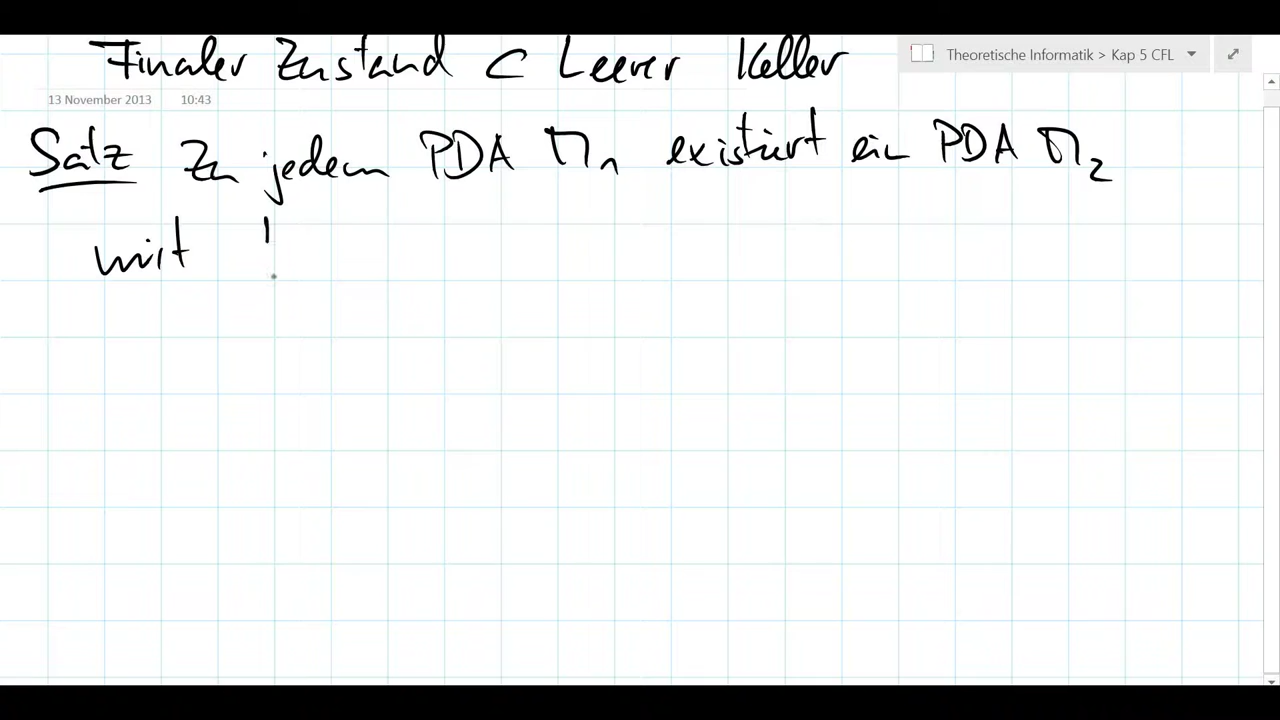 Finaler Zustand ⊂ Leerer Keller
Theoretische Informatik > Kap 5 CFL
13 November 2013 10:43
Satz Zu jedem PDA M₁ existiert ein PDA M₂
mit